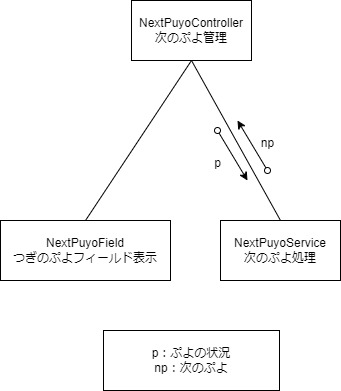 NextPuyoController
次のぷよ管理
np
p
NextPuyoField
つぎのぷよフィールド表示
NextPuyoService
次のぷよ処理
p：ぷよの状況
np：次のぷよ